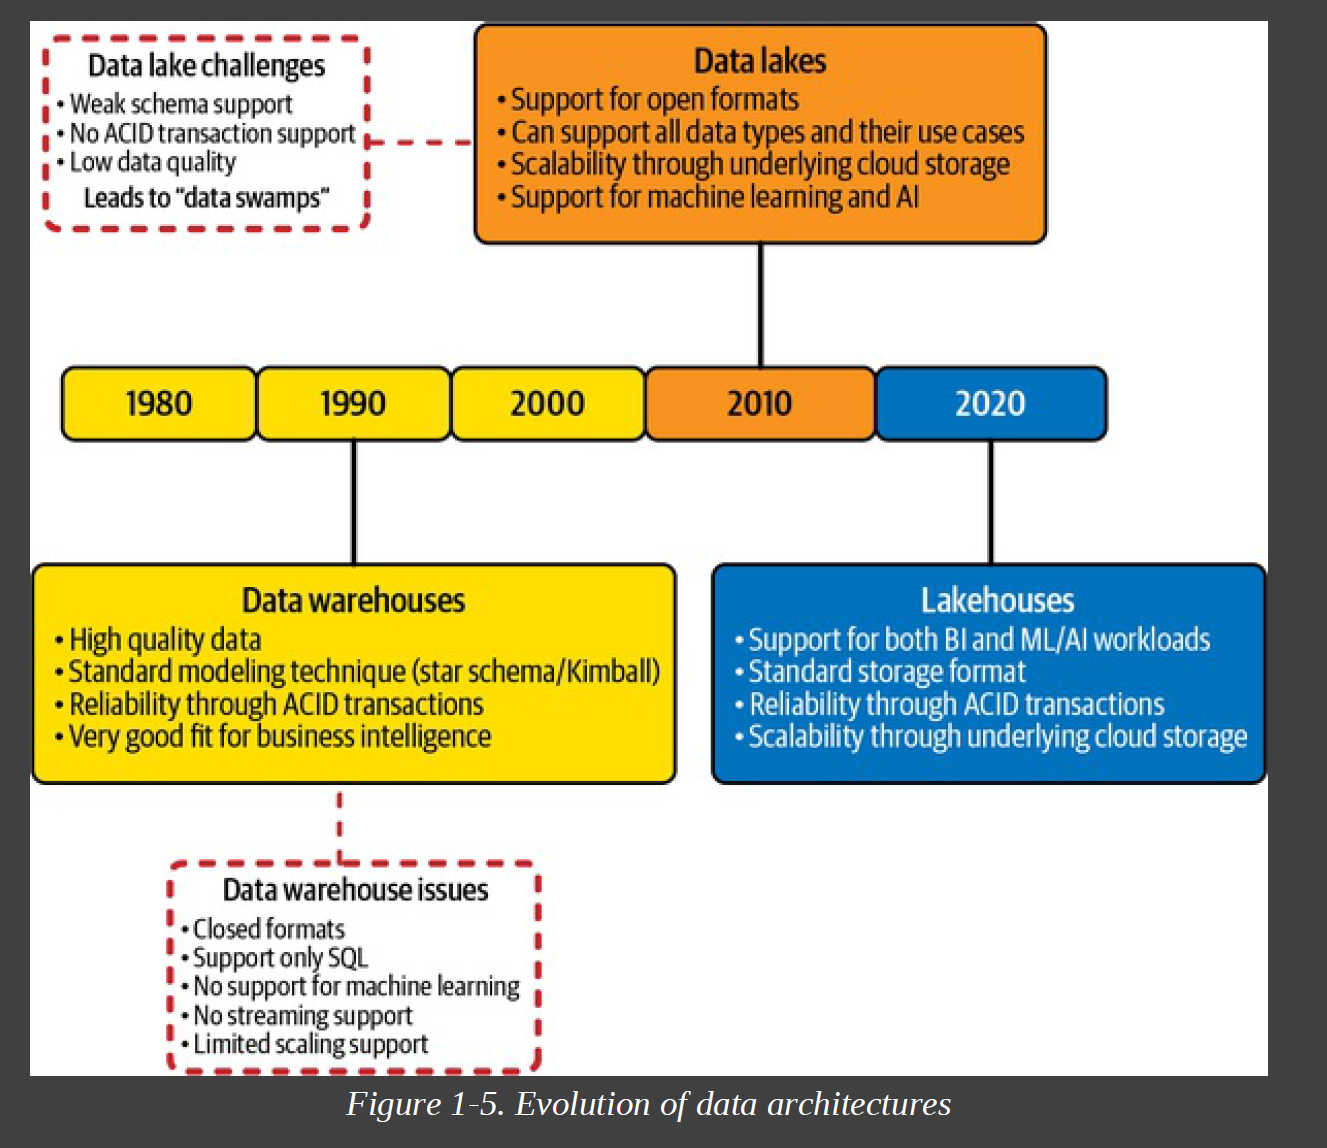 Data lake challenges
• Weak schema support
• No ACID transaction support
• Low data quality
Leads to “data swamps”
Data lakes
• Support for open formats
• Can support all data types and their use cases
• Scalability through underlying cloud storage
• Support for machine learning and AI
1980
1990
2000
2010
2020
Data warehouses
• High quality data
• Standard modeling technique (star schema/Kimball)
• Reliability through ACID transactions
• Very good fit for business intelligence
Lakehouses
• Support for both BI and ML/AI workloads
• Standard storage format
• Reliability through ACID transactions
• Scalability through underlying cloud storage
Data warehouse issues
• Closed formats
• Support only SQL
• No support for machine learning
• No streaming support
• Limited scaling support
Figure 1-5. Evolution of data architectures